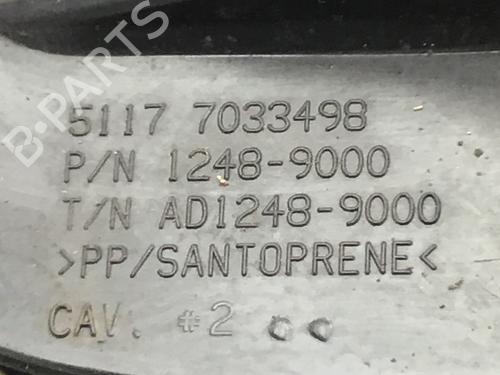 B-PARTS
5117 7033498
P/N 1248-9000
T/N AD1248-9000
>PP/SANTOPRENE<
CAV. #2